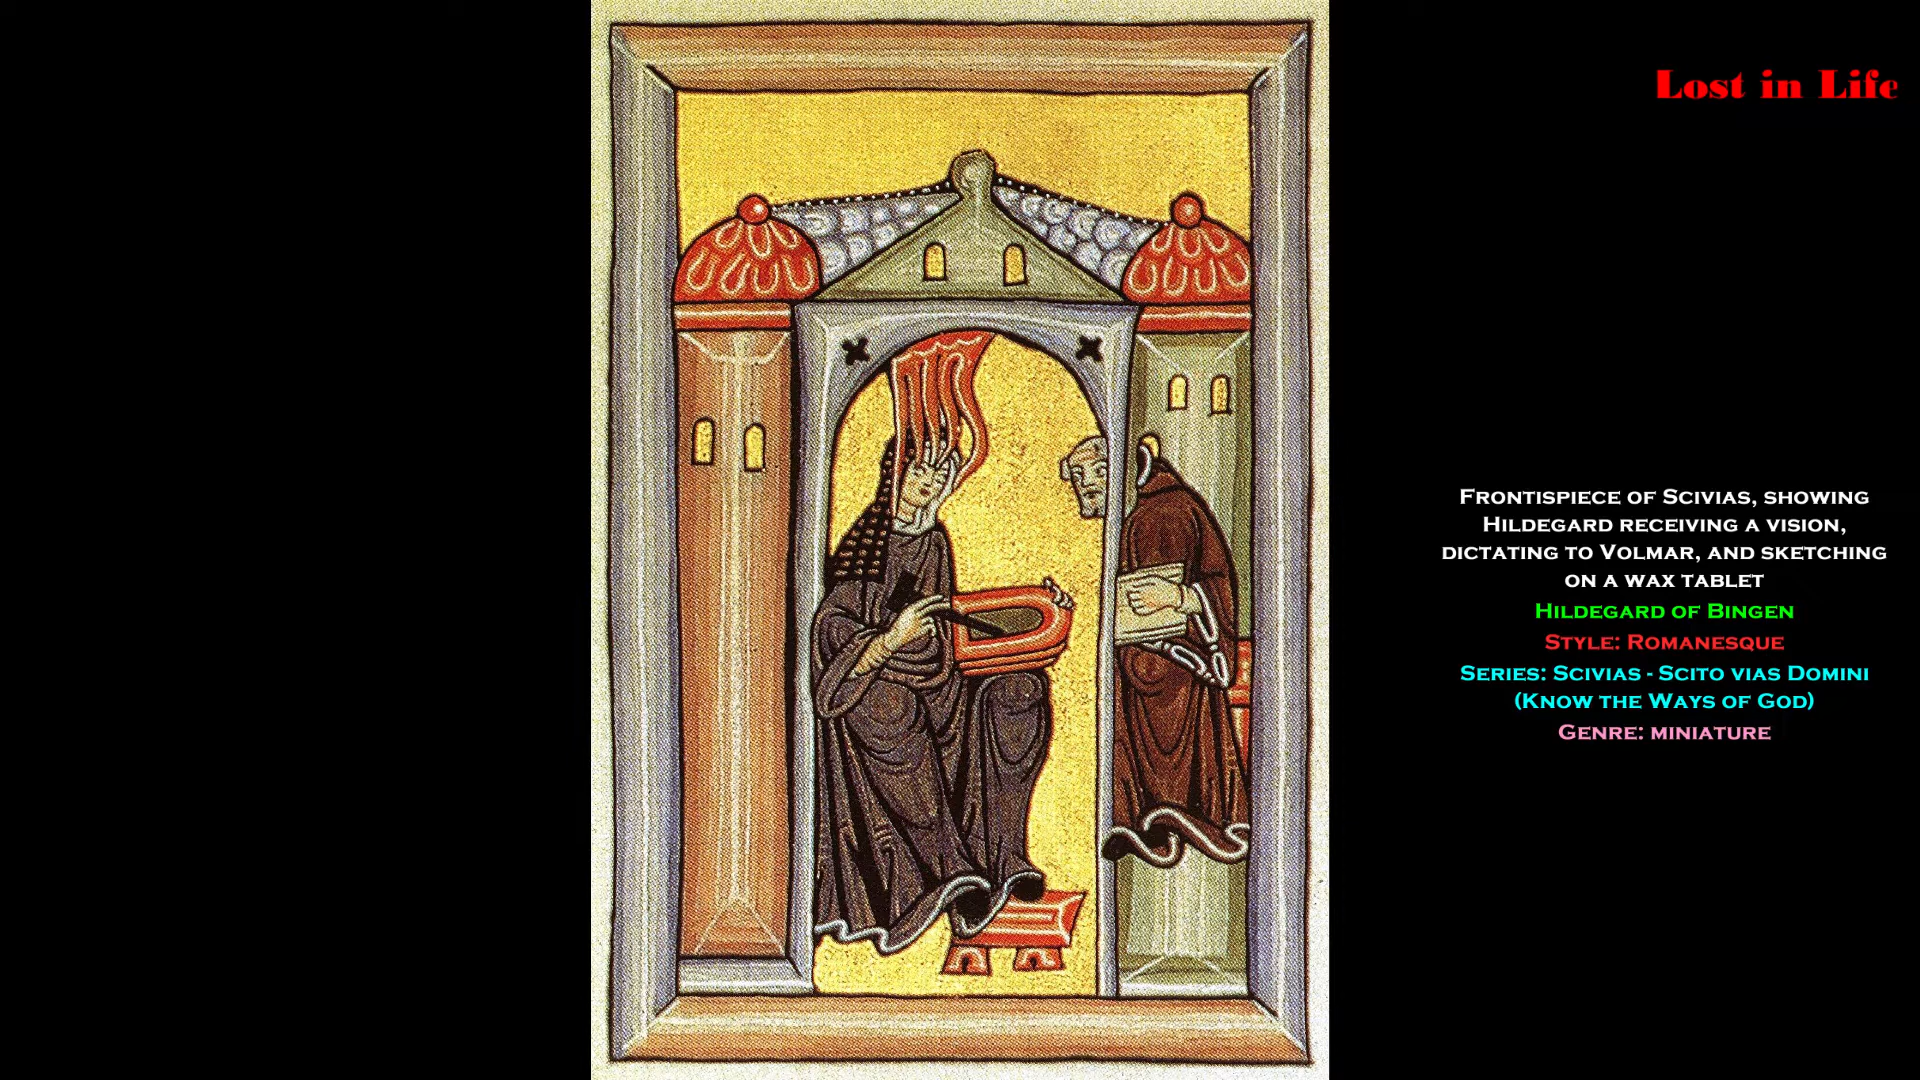 Lost in Life
Frontispiece of Scivias, showing
Hildegard receiving a vision,
dictating to Volmar, and sketching
on a wax tablet
Hildegard of Bingen
Style: Romanesque
Series: Scivias - Scito vias Domini
(Know the Ways of God)
Genre: miniature